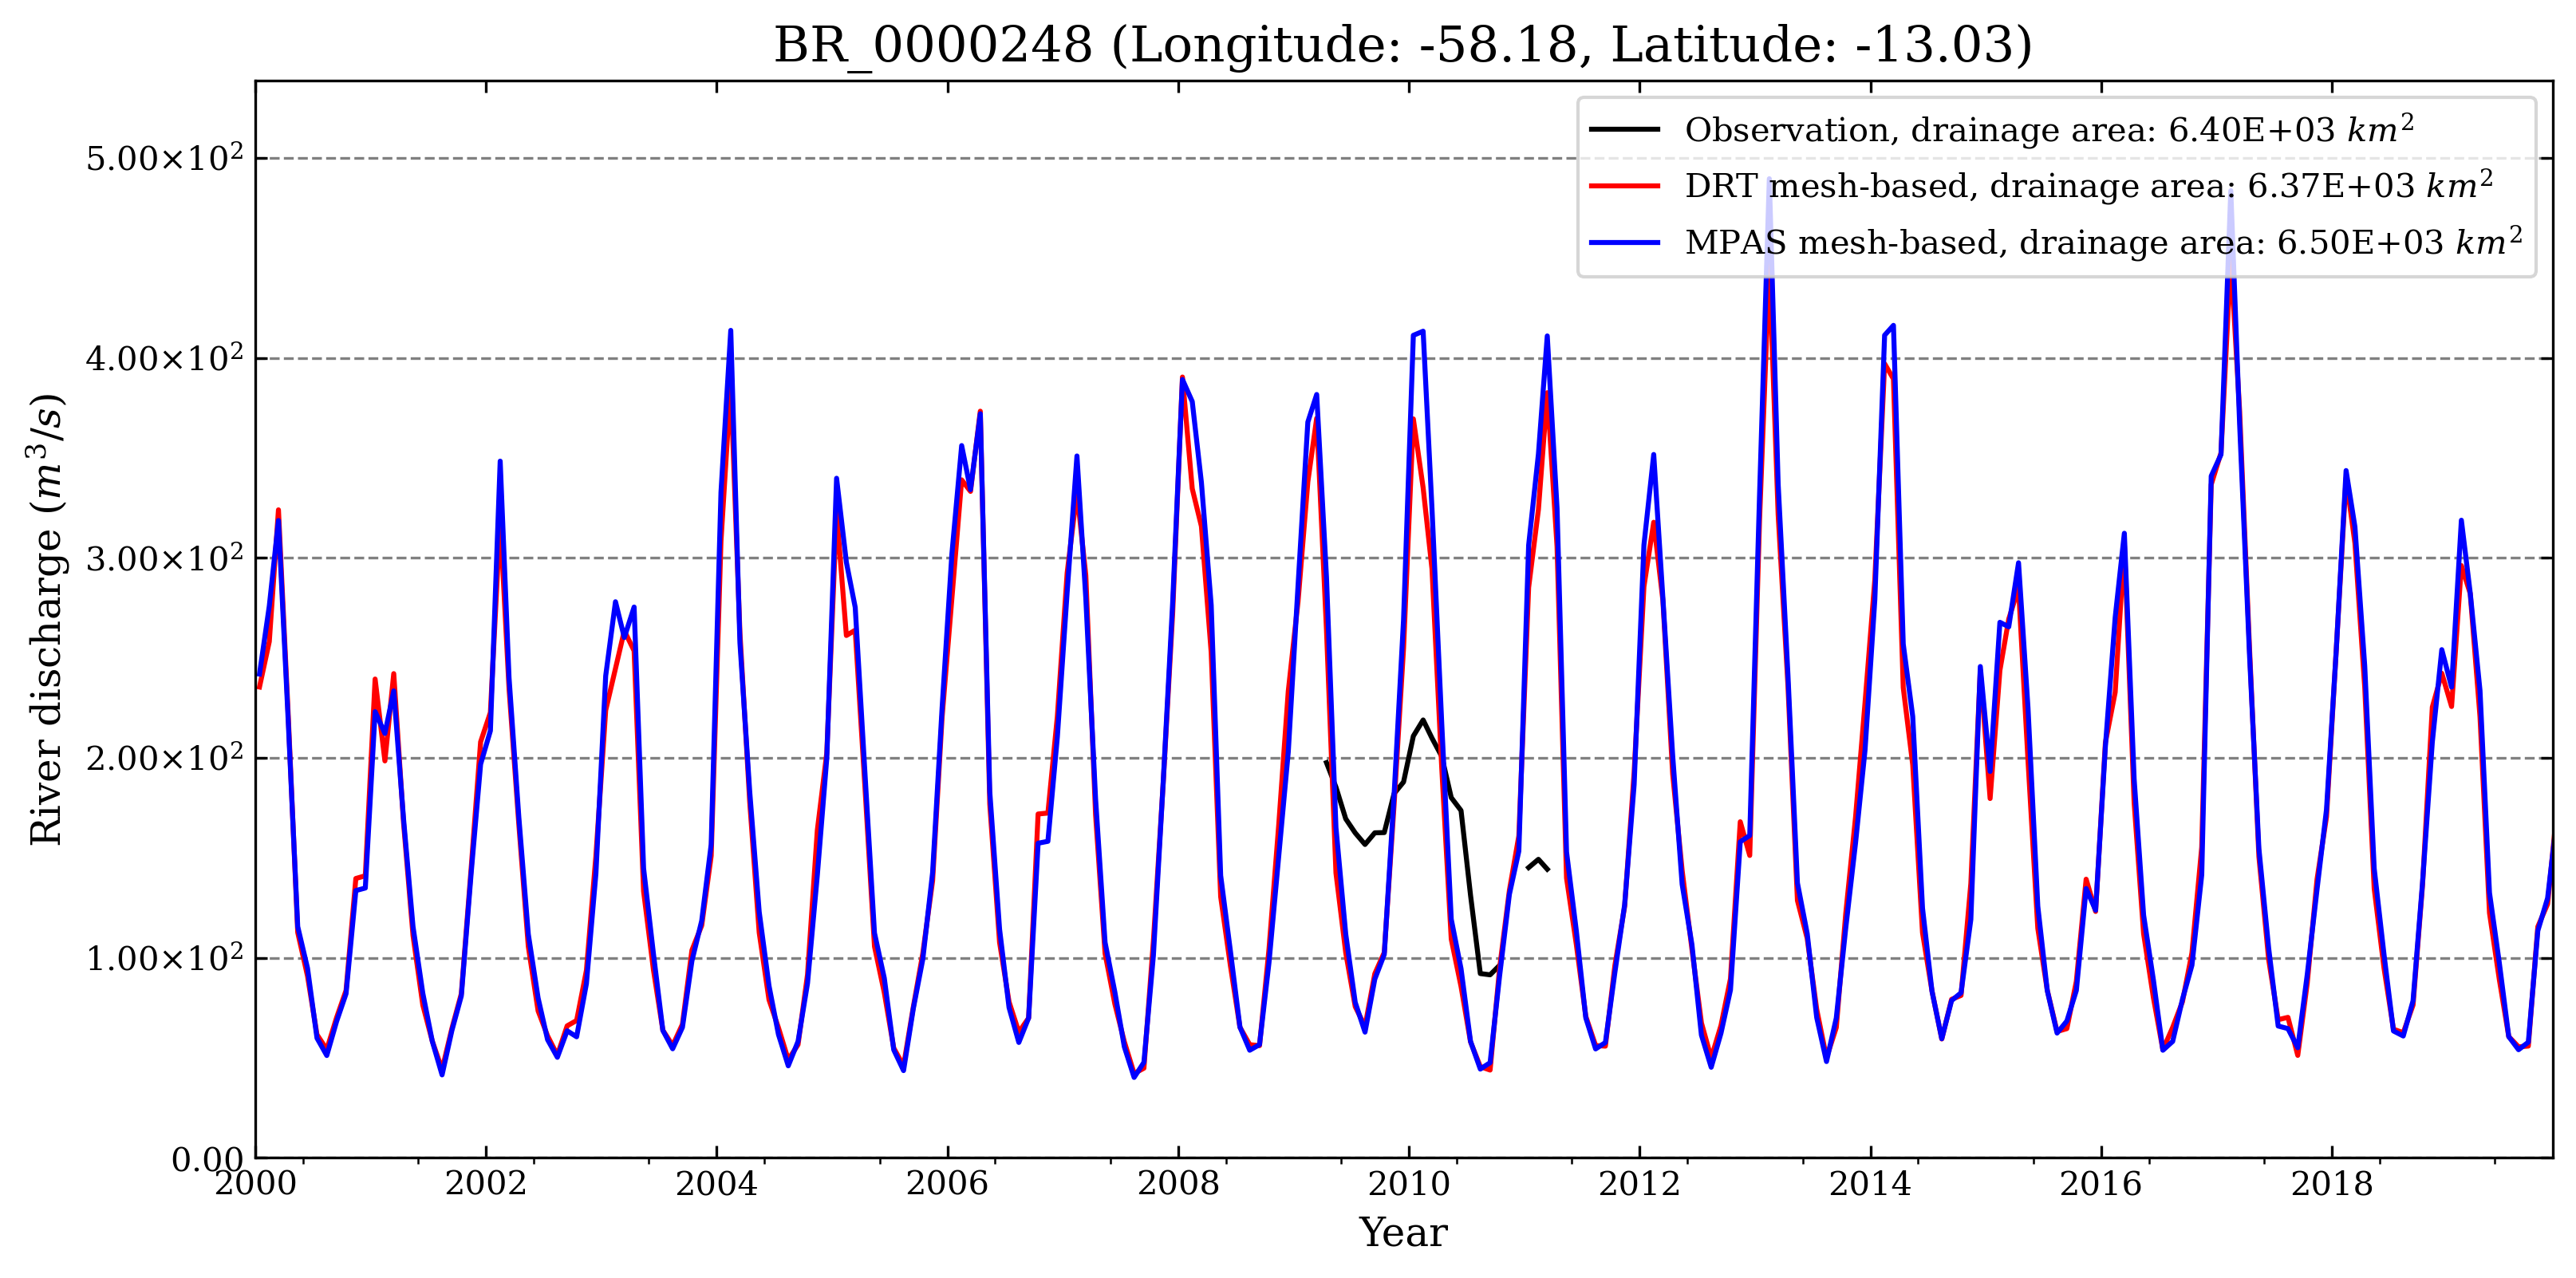 BR_0000248 (Longitude: -58.18, Latitude: -13.03)
Observation, drainage area: 6.40E+03 km²
DRT mesh-based, drainage area: 6.37E+03 km²
MPAS mesh-based, drainage area: 6.50E+03 km²
River discharge (m³/s)
5.00×10²
4.00×10²
3.00×10²
2.00×10²
1.00×10²
0.00
2000 2002 2004 2006 2008 2010 2012 2014 2016 2018
Year